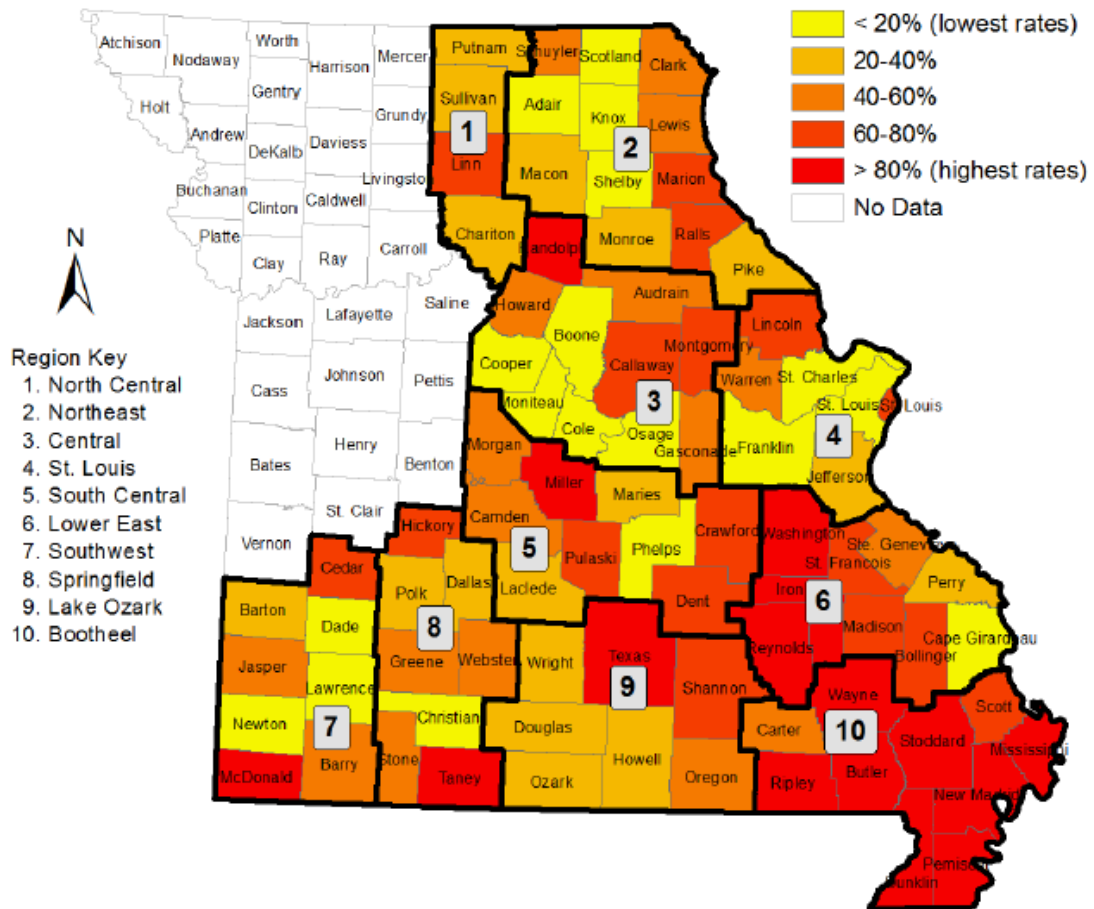 < 20% (lowest rates)
20-40%
40-60%
60-80%
> 80% (highest rates)
No Data
N
Region Key
1. North Central
2. Northeast
3. Central
4. St. Louis
5. South Central
6. Lower East
7. Southwest
8. Springfield
9. Lake Ozark
10. Bootheel
Atchison
Nodaway
Worth
Harrison
Mercer
Putnam
Schuyler
Scotland
Clark
Holt
Gentry
Sullivan
Adair
Knox
Lewis
Andrew
Daviess
Grundy
1
2
DeKalb
Linn
Macon
Shelby
Marion
Buchanan
Clinton
Caldwell
Livingston
Platte
Clay
Ray
Carroll
Chariton
Randolph
Monroe
Ralls
Pike
Jackson
Lafayette
Saline
Howard
Boone
Audrain
Cooper
Callaway
Montgomery
Lincoln
Cass
Johnson
Pettis
Moniteau
3
Warren
St. Charles
St. Louis
St. Louis
Cole
Osage
Gasconade
Franklin
4
Jefferson
Bates
Henry
Benton
Morgan
Miller
Maries
Vernon
St. Clair
Hickory
Camden
5
Pulaski
Phelps
Crawford
Washington
St. Francois
Ste. Genevieve
Perry
Cedar
Polk
Dallas
Laclede
Dent
Iron
6
Madison
Bollinger
Cape Girardeau
Barton
Dade
8
Reynolds
Jasper
Greene
Webster
Wright
Texas
9
Shannon
Wayne
Scott
Lawrence
Newton
7
Christian
Douglas
Howell
Carter
10
Stoddard
Mississippi
McDonald
Barry
Stone
Taney
Ozark
Oregon
Ripley
Butler
New Madrid
Pemiscot
Dunklin